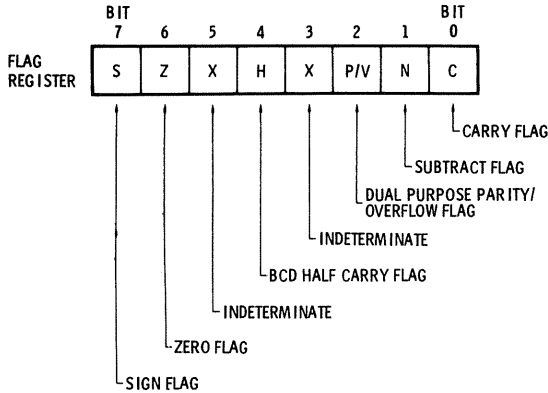 BIT BIT
7 6 5 4 3 2 1 0
FLAG REGISTER
S Z X H X P/V N C
CARRY FLAG
SUBTRACT FLAG
DUAL PURPOSE PARITY/
OVERFLOW FLAG
INDETERMINATE
BCD HALF CARRY FLAG
INDETERMINATE
ZERO FLAG
SIGN FLAG